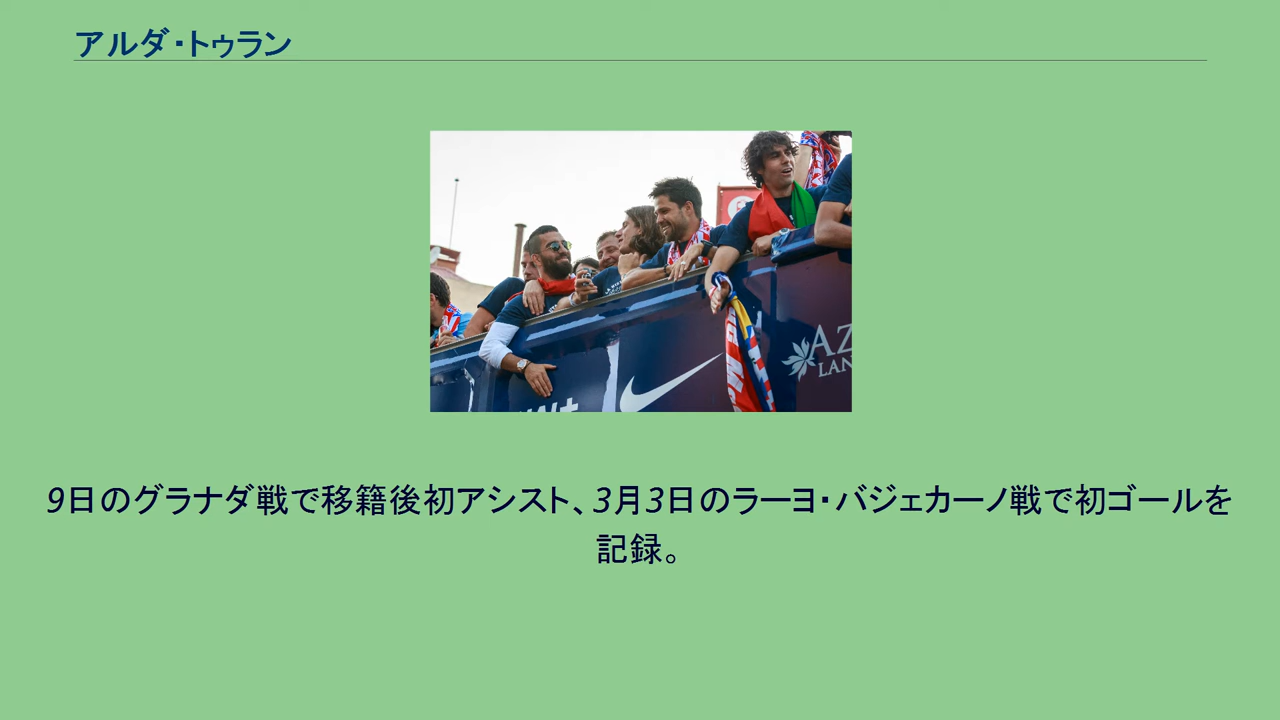 アルダ・トゥラン
AZ
LAN
9日のグラナダ戦で移籍後初アシスト、3月3日のラーヨ・バジェカーノ戦で初ゴールを
記録。